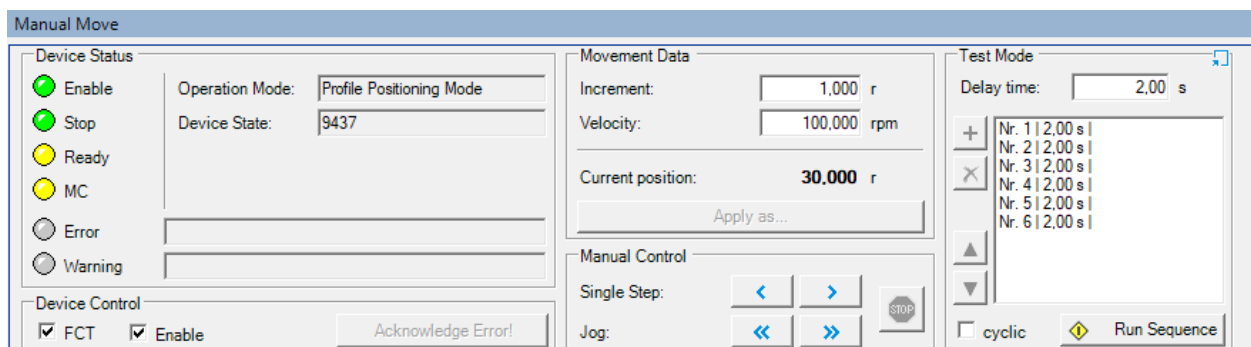 Manual Move
Device Status
Enable
Operation Mode: Profile Positioning Mode
Stop
Device State: 9437
Ready
MC
Error
Warning
Device Control
FCT Enable Acknowledge Error!
Movement Data
Increment: 1,000 r
Velocity: 100,000 rpm
Current position: 30,000 r
Apply as...
Manual Control
Single Step: < >
STOP
Jog: << >>
Test Mode
Delay time: 2,00 s
Nr. 1 | 2,00 s |
Nr. 2 | 2,00 s |
Nr. 3 | 2,00 s |
Nr. 4 | 2,00 s |
Nr. 5 | 2,00 s |
Nr. 6 | 2,00 s |
cyclic Run Sequence